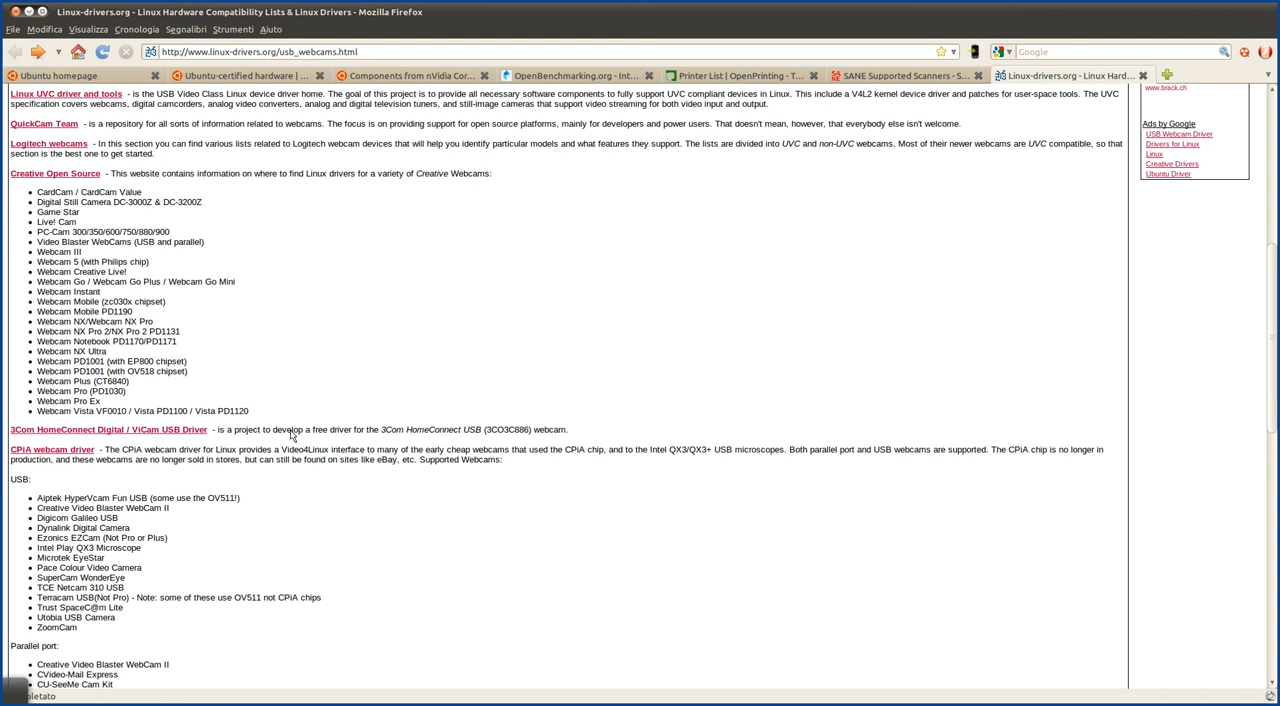 Linux-drivers.org - Linux Hardware Compatibility Lists & Linux Drivers - Mozilla Firefox
File Modifica Visualizza Cronologia Segnalibri Strumenti Aiuto
http://www.linux-drivers.org/usb_webcams.html Google
Ubuntu homepage Ubuntu-certified hardware | ... Components from nVidia Cor... OpenBenchmarking.org - Int... Printer List | OpenPrinting - T... SANE Supported Scanners - S... Linux-drivers.org - Linux Hard...
Linux UVC driver and tools - is the USB Video Class Linux device driver home. The goal of this project is to provide all necessary software components to fully support UVC compliant devices in Linux. This include a V4L2 kernel device driver and patches for user-space tools. The UVC
specification covers webcams, digital camcorders, analog video converters, analog and digital television tuners, and still-image cameras that support video streaming for both video input and output.
QuickCam Team - is a repository for all sorts of information related to webcams. The focus is on providing support for open source platforms, mainly for developers and power users. That doesn't mean, however, that everybody else isn't welcome.
Logitech webcams - In this section you can find various lists related to Logitech webcam devices that will help you identify particular models and what features they support. The lists are divided into UVC and non-UVC webcams. Most of their newer webcams are UVC compatible, so that
section is the best one to get started.
Creative Open Source - This website contains information on where to find Linux drivers for a variety of Creative Webcams:
CardCam / CardCam Value
Digital Still Camera DC-3000Z & DC-3200Z
Game Star
Live! Cam
PC-Cam 300/350/600/750/880/900
Video Blaster WebCams (USB and parallel)
Webcam III
Webcam 5 (with Philips chip)
Webcam Creative Live!
Webcam Go / Webcam Go Plus / Webcam Go Mini
Webcam Instant
Webcam Mobile (zc030x chipset)
Webcam Mobile PD1190
Webcam NX/Webcam NX Pro
Webcam NX Pro 2/NX Pro 2 PD1131
Webcam Notebook PD1170/PD1171
Webcam NX Ultra
Webcam PD1001 (with EP800 chipset)
Webcam PD1001 (with OV518 chipset)
Webcam Plus (CT6840)
Webcam Pro (PD1030)
Webcam Pro Ex
Webcam Vista VF0010 / Vista PD1100 / Vista PD1120
3Com HomeConnect Digital / ViCam USB Driver - is a project to develop a free driver for the 3Com HomeConnect USB (3CO3C886) webcam.
CPiA webcam driver - The CPiA webcam driver for Linux provides a Video4Linux interface to many of the early cheap webcams that used the CPiA chip, and to the Intel QX3/QX3+ USB microscopes. Both parallel port and USB webcams are supported. The CPiA chip is no longer in
production, and these webcams are no longer sold in stores, but can still be found on sites like eBay, etc. Supported Webcams:
USB:
Aiptek HyperVcam Fun USB (some use the OV511!)
Creative Video Blaster WebCam II
Digicom Galileo USB
Dynalink Digital Camera
Ezonics EZCam (Not Pro or Plus)
Intel Play QX3 Microscope
Microtek EyeStar
Pace Colour Video Camera
SuperCam WonderEye
TCE Netcam 310 USB
Terracam USB(Not Pro) - Note: some of these use OV511 not CPiA chips
Trust SpaceC@m Lite
Utobia USB Camera
ZoomCam
Parallel port:
Creative Video Blaster WebCam II
CVideo-Mail Express
CU-SeeMe Cam Kit
www.brack.ch
Ads by Google
USB Webcam Driver
Drivers for Linux
Linux
Creative Drivers
Ubuntu Driver
pletato